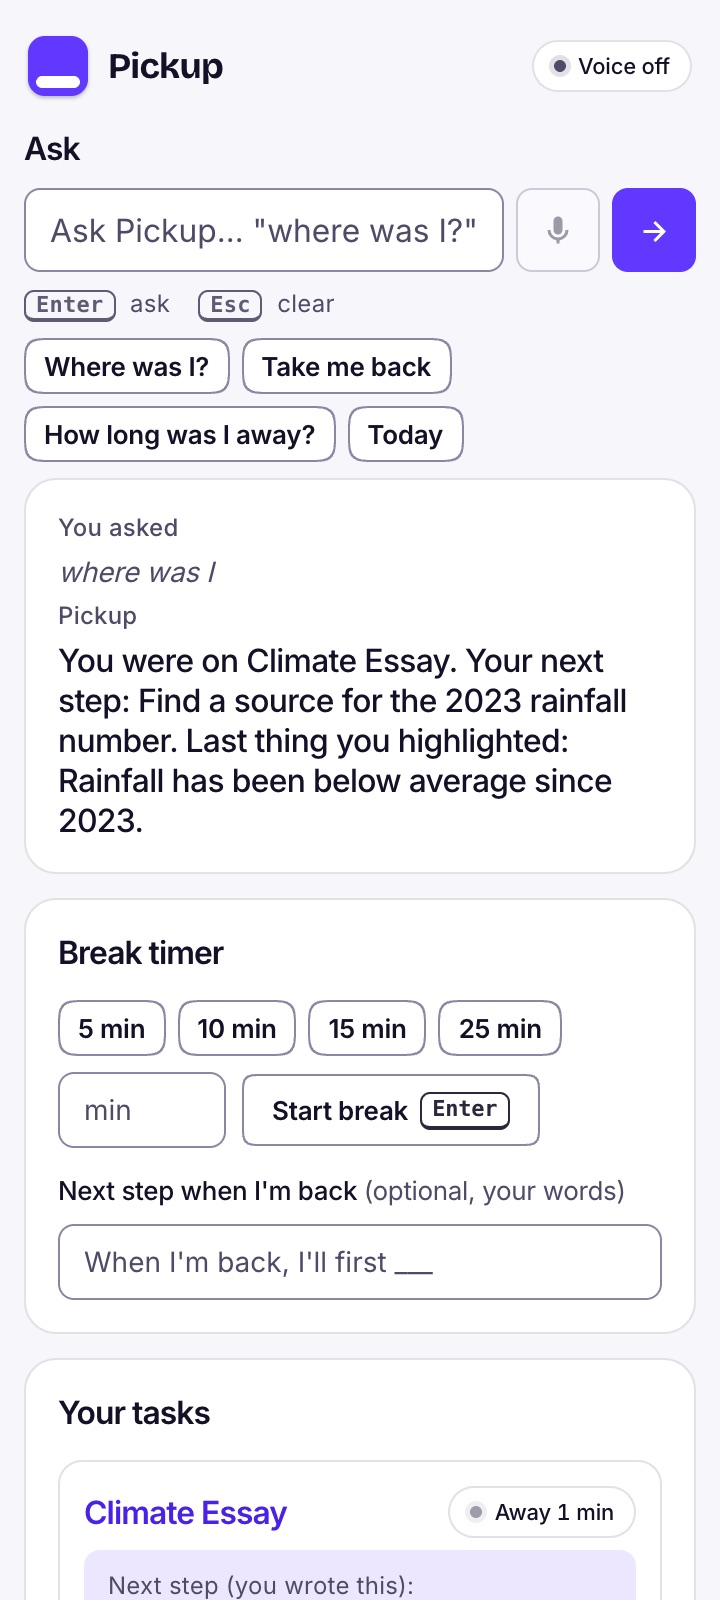 Pickup
Voice off
Ask
Ask Pickup... "where was I?"
Enter ask Esc clear
Where was I? Take me back
How long was I away? Today
You asked
where was I
Pickup
You were on Climate Essay. Your next
step: Find a source for the 2023 rainfall
number. Last thing you highlighted:
Rainfall has been below average since
2023.
Break timer
5 min 10 min 15 min 25 min
min Start break Enter
Next step when I'm back (optional, your words)
When I'm back, I'll first ___
Your tasks
Climate Essay Away 1 min
Next step (you wrote this):